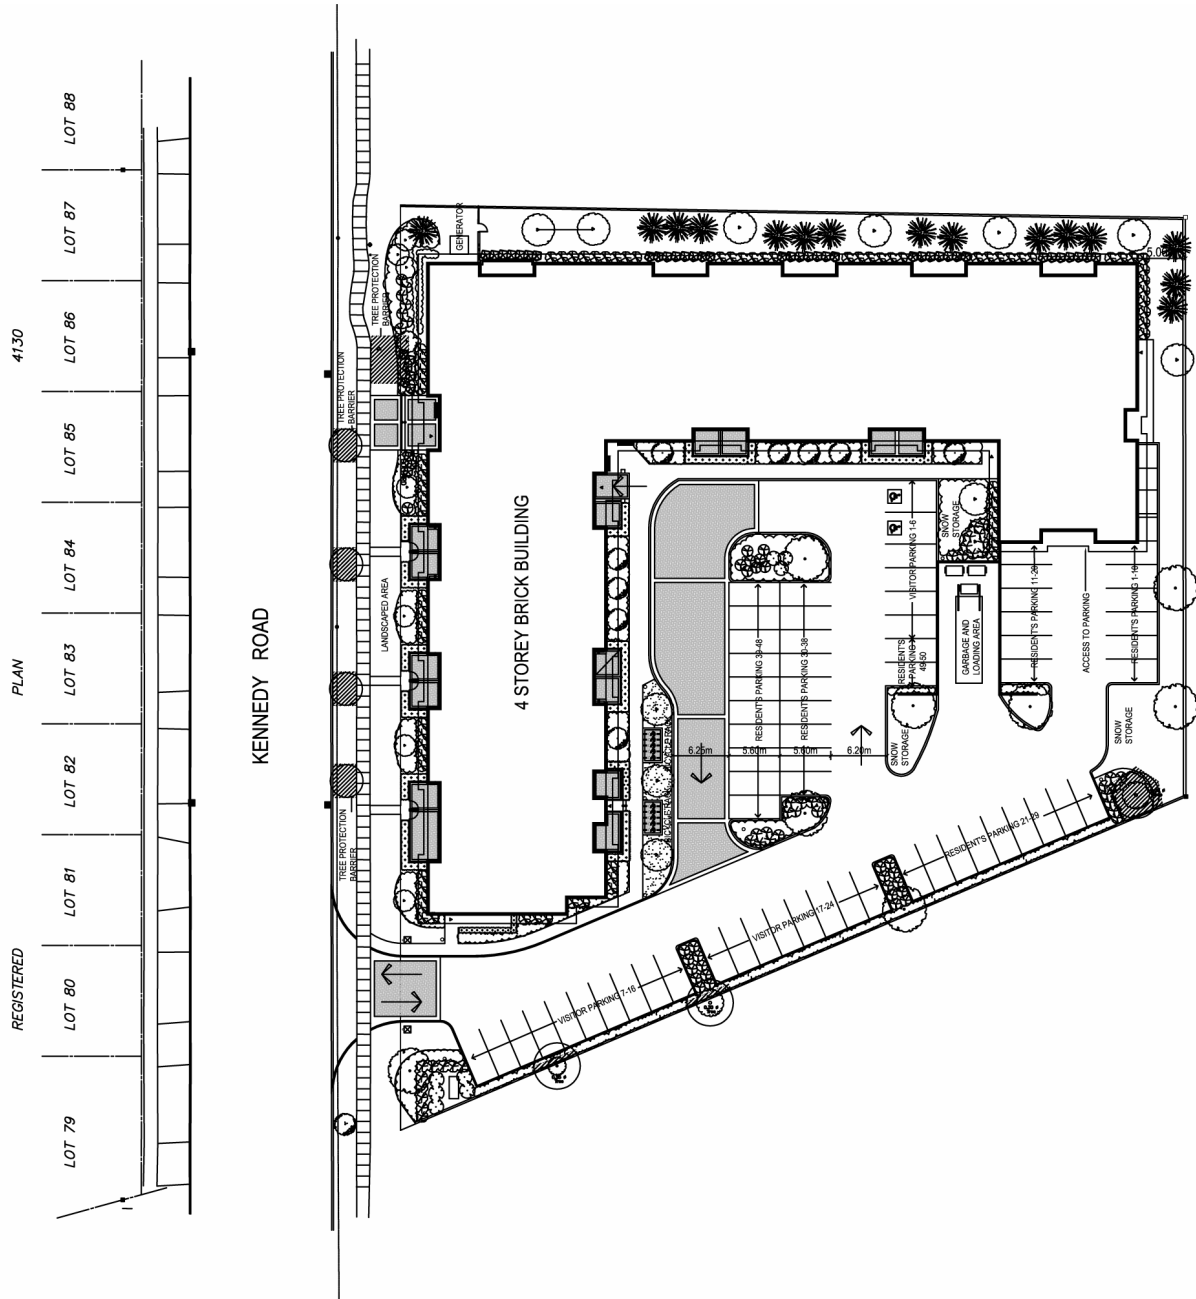 LOT 88
LOT 87
LOT 86
LOT 85
LOT 84
LOT 83
LOT 82
LOT 81
LOT 80
LOT 79
4130
PLAN
REGISTERED
KENNEDY ROAD
TREE PROTECTION
BARRIER
TREE PROTECTION
BARRIER
TREE PROTECTION
BARRIER
LANDSCAPED AREA
GENERATOR
4 STOREY BRICK BUILDING
SNOW
STORAGE
VISITOR PARKING 1-6
RESIDENT'S
PARKING
49-50
GARBAGE AND
LOADING AREA
RESIDENT'S PARKING 11-20
ACCESS TO PARKING
RESIDENT'S PARKING 1-10
RESIDENT'S PARKING 39-48
RESIDENT'S PARKING 30-38
6.25m
5.60m
5.60m
6.20m
SNOW
STORAGE
SNOW
STORAGE
VISITOR PARKING 7-16
VISITOR PARKING 17-24
RESIDENT'S PARKING 21-29